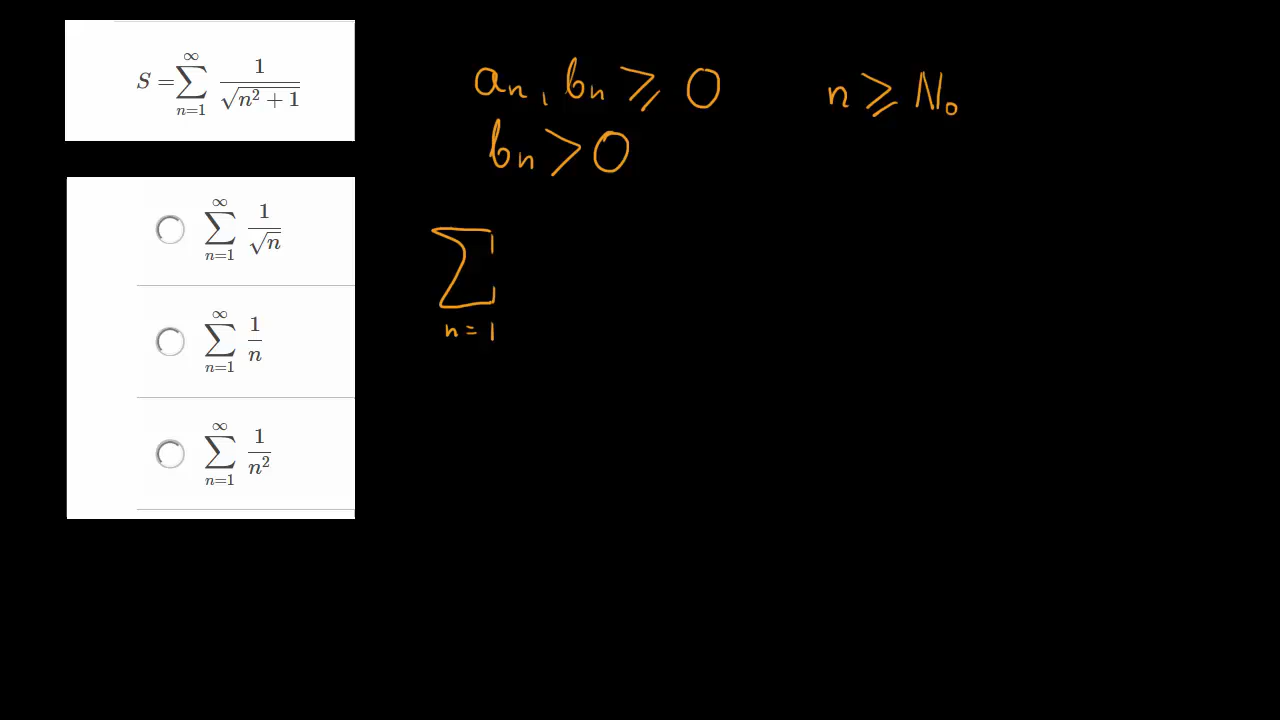 S = ∑_{n=1}^{∞} 1/√(n² + 1)
∑_{n=1}^{∞} 1/√n
∑_{n=1}^{∞} 1/n
∑_{n=1}^{∞} 1/n²
aₙ, bₙ ⩾ 0 n ⩾ N₀
bₙ > 0
∑_{n=1}